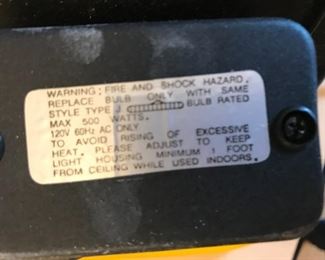 WARNING: FIRE AND SHOCK HAZARD.
REPLACE BULB ONLY WITH SAME
STYLE TYPE J BULB RATED
MAX 500 WATTS.
120V 60Hz AC ONLY
TO AVOID RISING OF EXCESSIVE
HEAT. PLEASE ADJUST TO KEEP
LIGHT HOUSING MINIMUM 1 FOOT
FROM CEILING WHILE USED INDOORS.